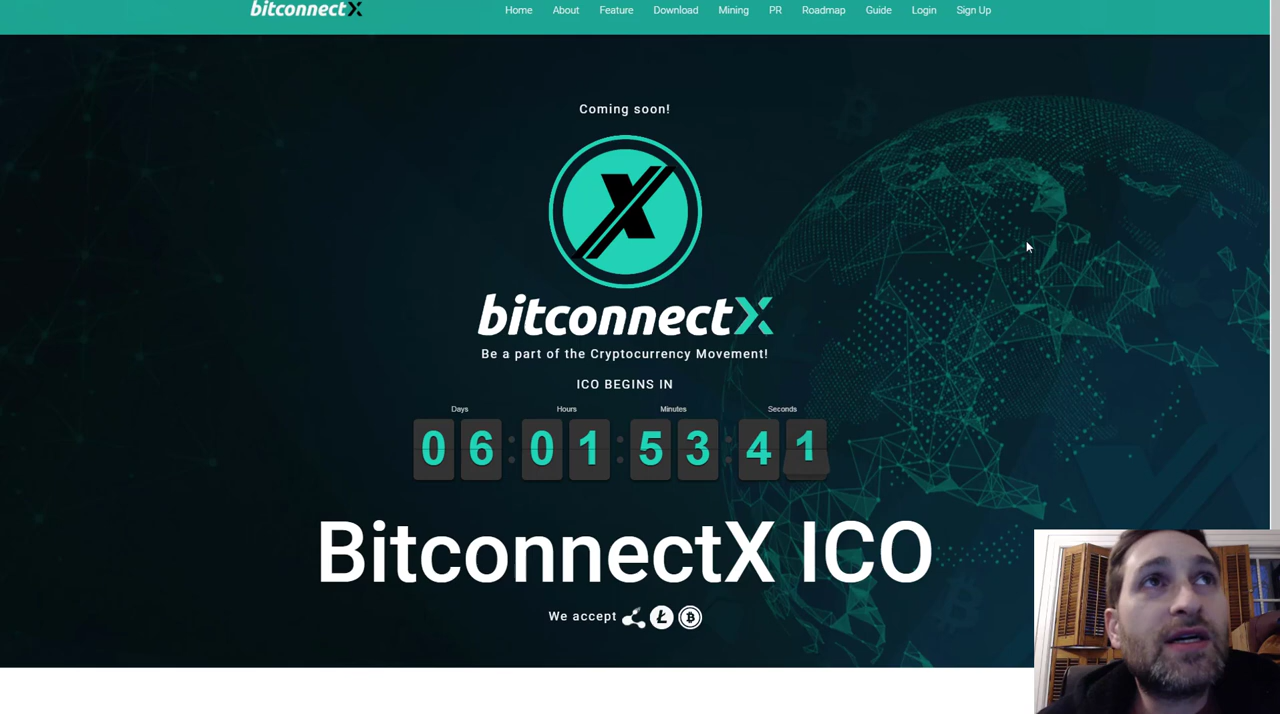 bitconnectX
Home About Feature Download Mining PR Roadmap Guide Login Sign Up
Coming soon!
X
bitconnectX
Be a part of the Cryptocurrency Movement!
ICO BEGINS IN
Days Hours Minutes Seconds
06 : 01 : 53 : 41
BitconnectX ICO
We accept